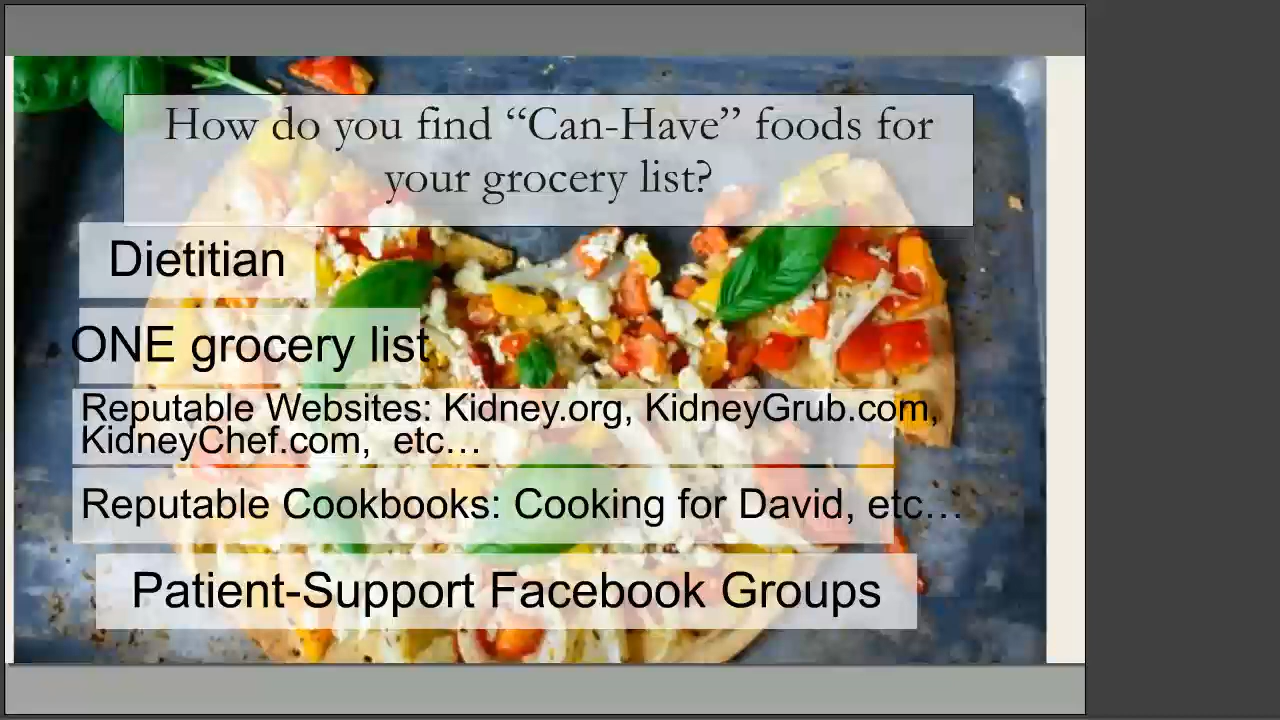 How do you find “Can-Have” foods for
your grocery list?
Dietitian
ONE grocery list
Reputable Websites: Kidney.org, KidneyGrub.com,
KidneyChef.com,  etc…
Reputable Cookbooks: Cooking for David, etc…
Patient-Support Facebook Groups